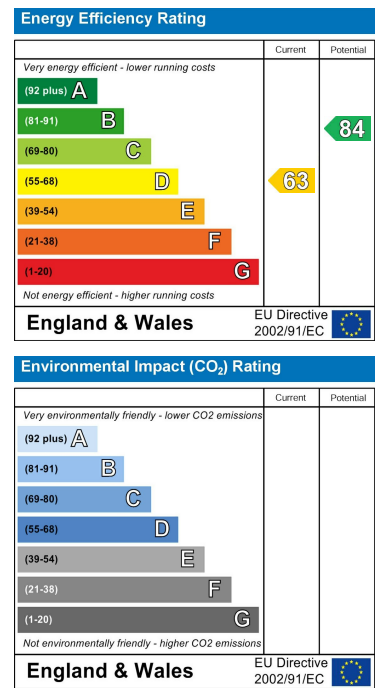 Energy Efficiency Rating
Current Potential
Very energy efficient - lower running costs
(92 plus) A
(81-91) B
84
(69-80) C
(55-68) D
63
(39-54) E
(21-38) F
(1-20) G
Not energy efficient - higher running costs
England & Wales
EU Directive
2002/91/EC
Environmental Impact (CO₂) Rating
Current Potential
Very environmentally friendly - lower CO2 emissions
(92 plus) A
(81-91) B
(69-80) C
(55-68) D
(39-54) E
(21-38) F
(1-20) G
Not environmentally friendly - higher CO2 emissions
England & Wales
EU Directive
2002/91/EC